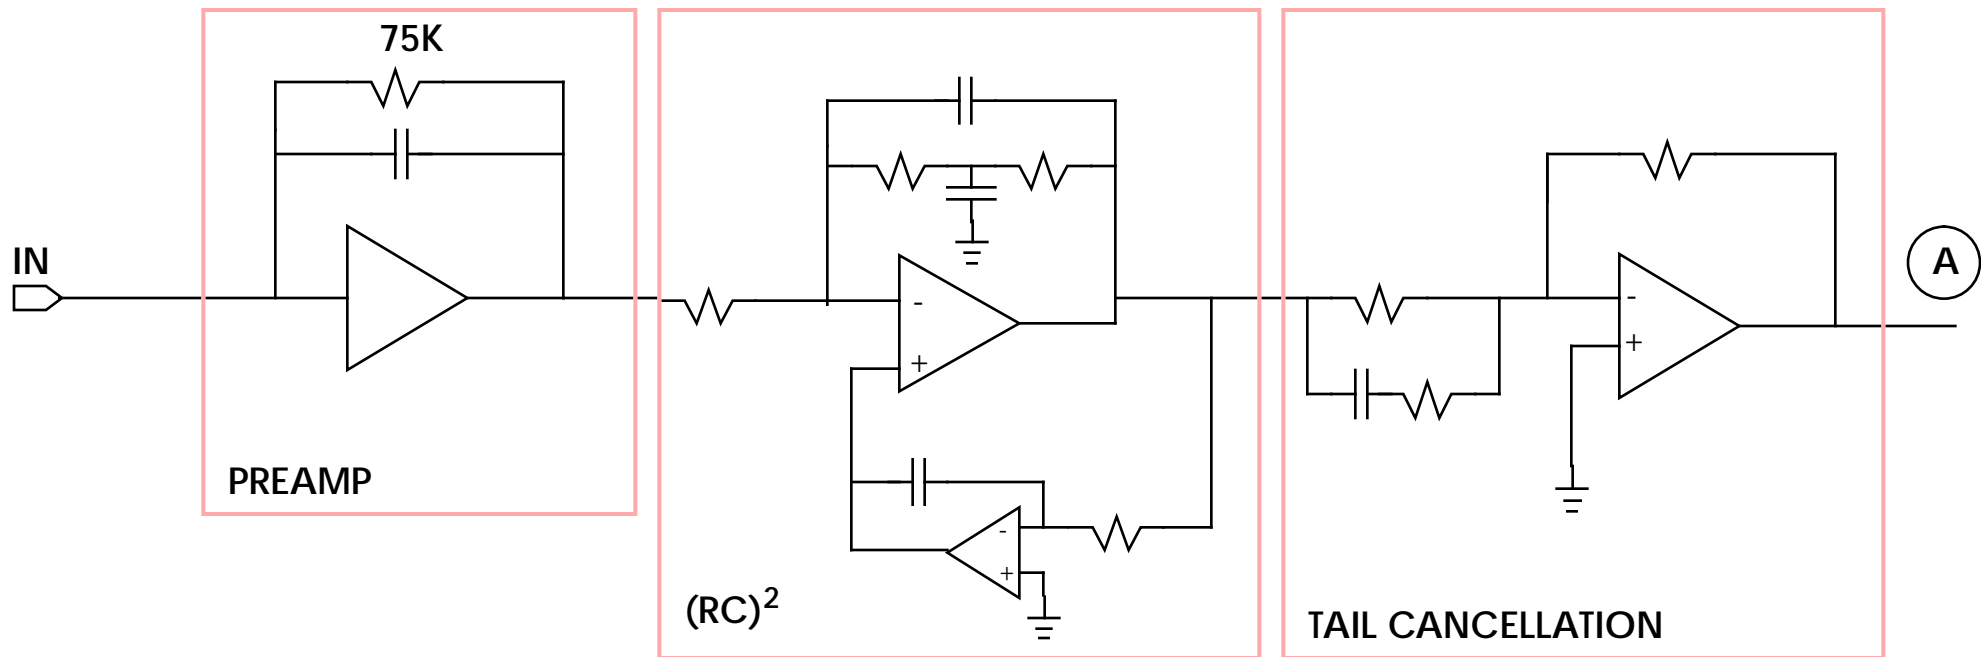 75K
IN
PREAMP
-
+
-
+
(RC)²
-
+
TAIL CANCELLATION
A